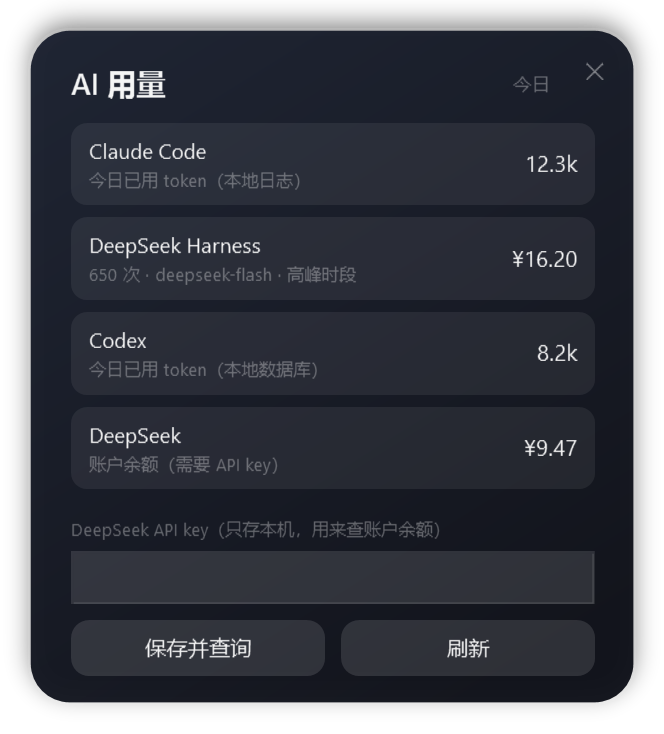 AI 用量
今日
Claude Code
12.3k
今日已用 token（本地日志）
DeepSeek Harness
¥16.20
650 次 · deepseek-flash · 高峰时段
Codex
8.2k
今日已用 token（本地数据库）
DeepSeek
¥9.47
账户余额（需要 API key）
DeepSeek API key（只存本机，用来查账户余额）
保存并查询
刷新